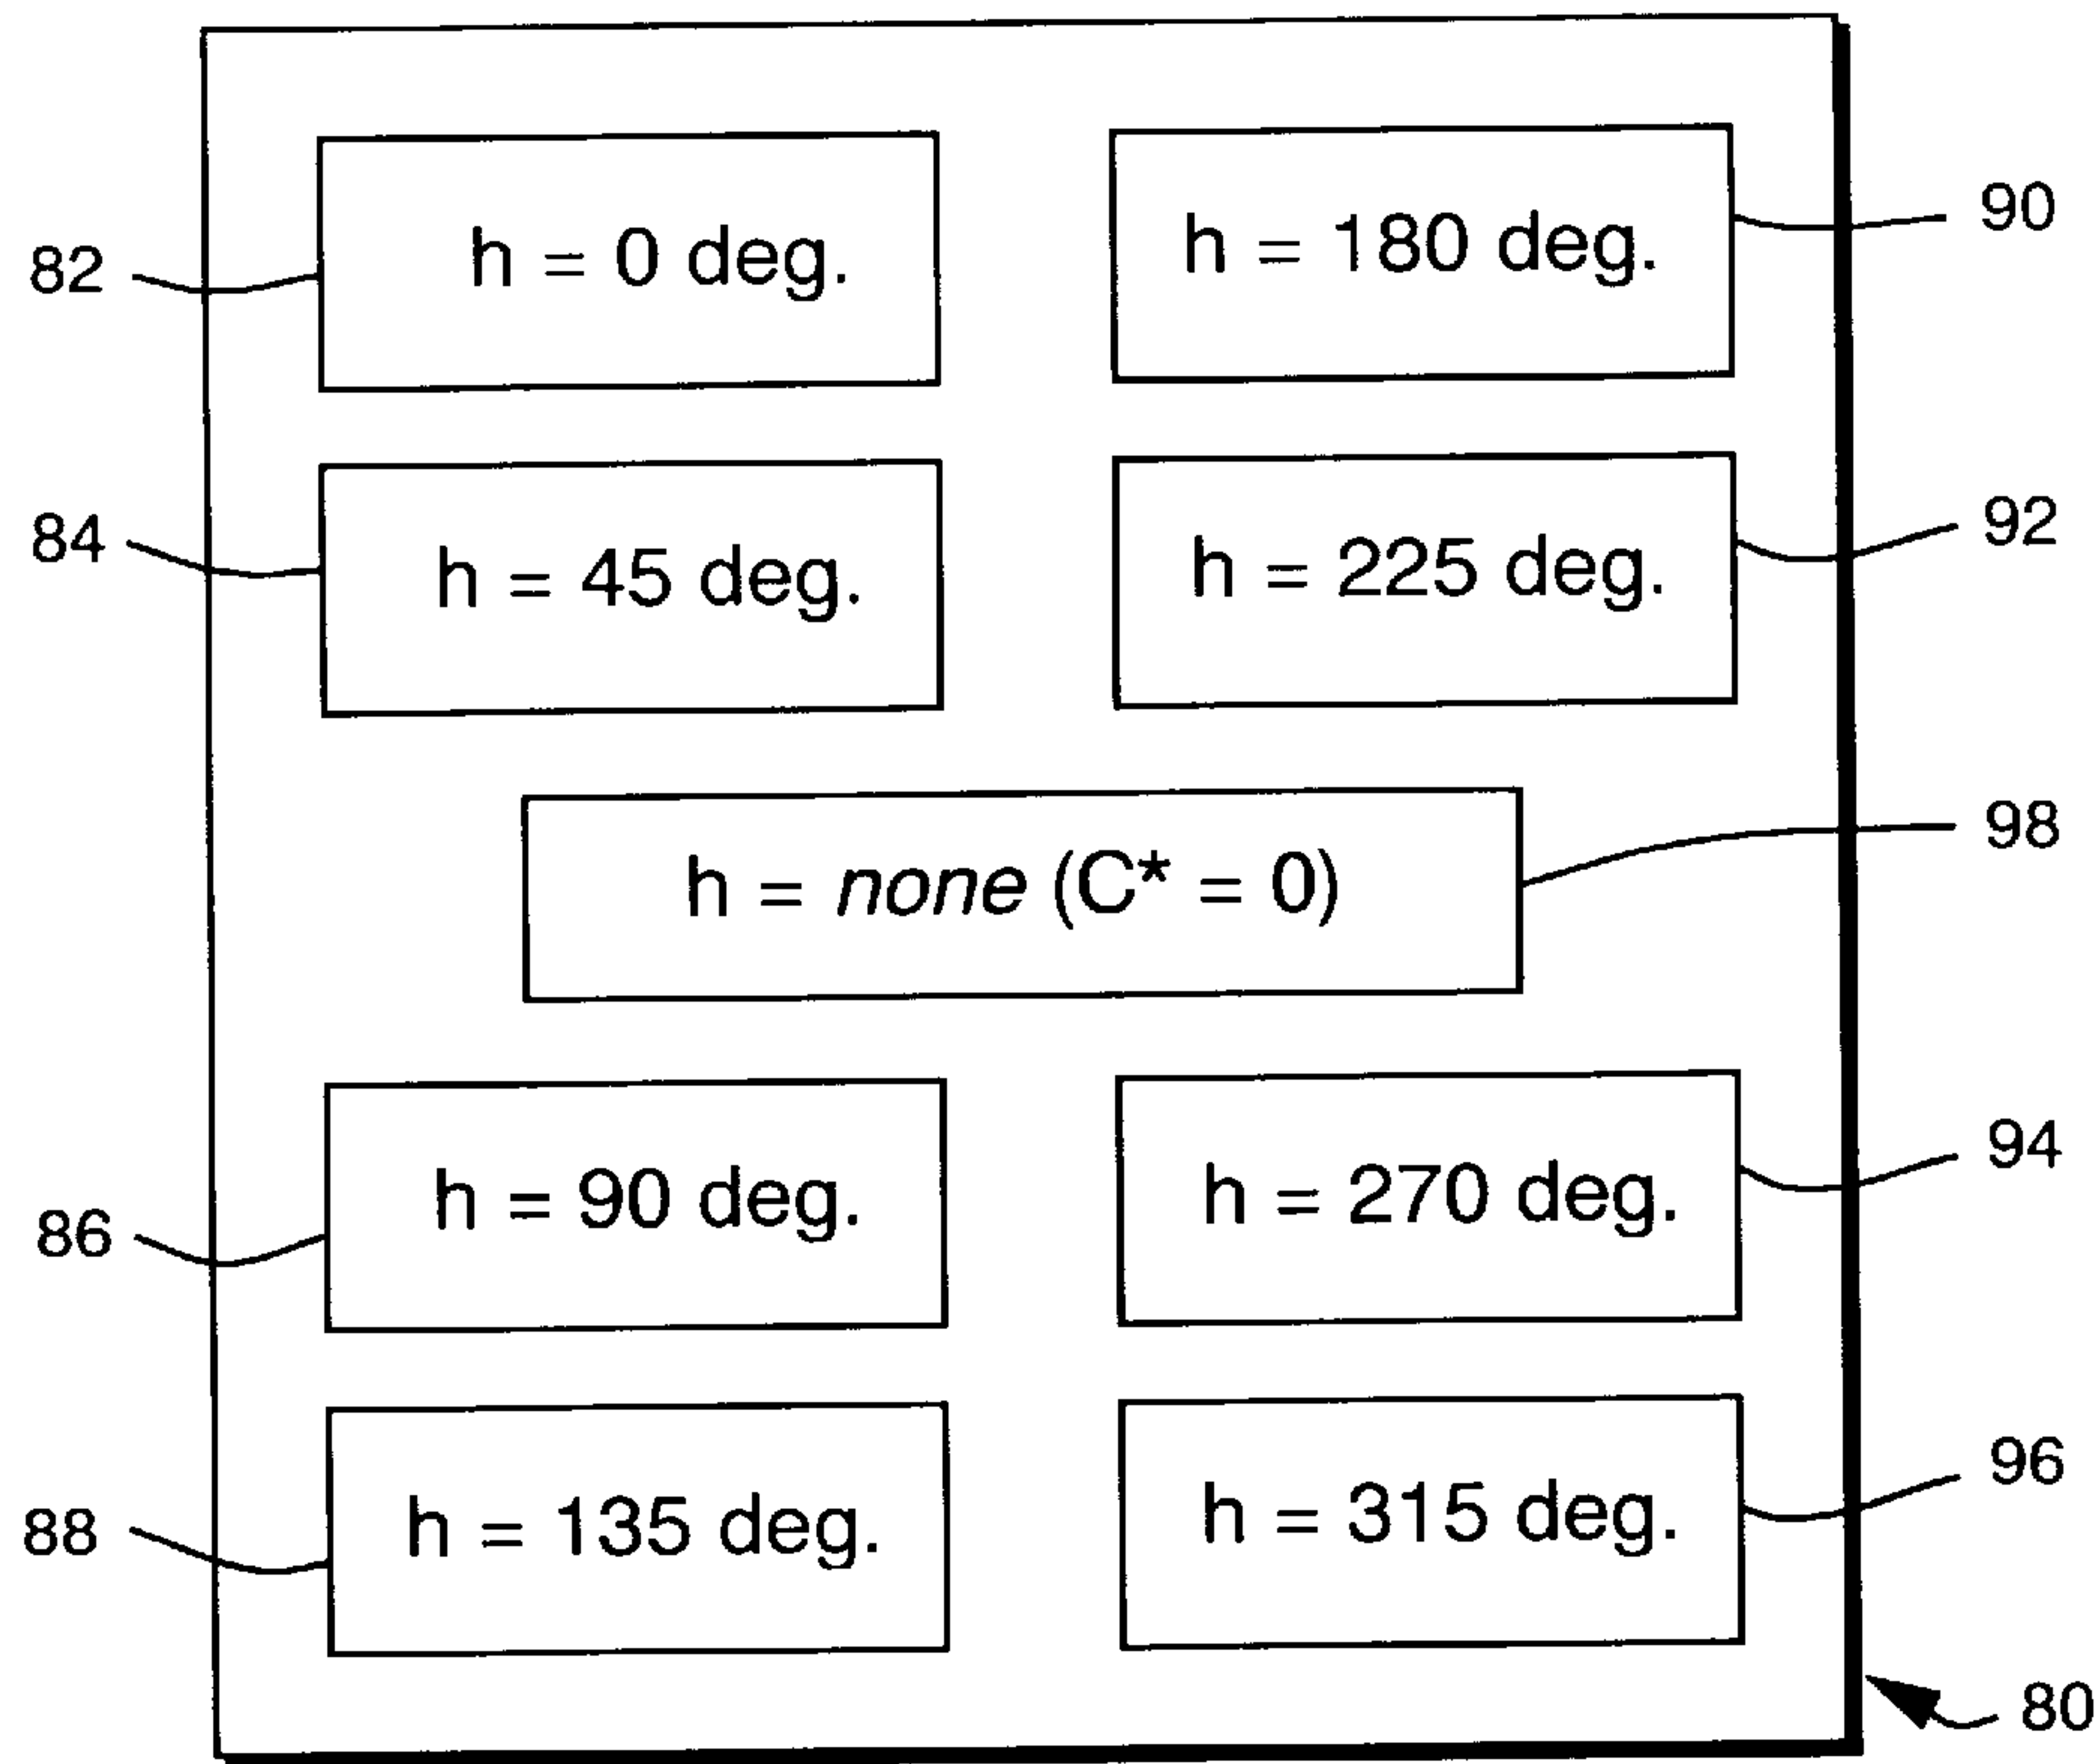 h = 0 deg.
h = 180 deg.
90
82
h = 45 deg.
h = 225 deg.
92
84
h = none (C* = 0)
98
h = 90 deg.
h = 270 deg.
94
86
h = 135 deg.
h = 315 deg.
96
88
80